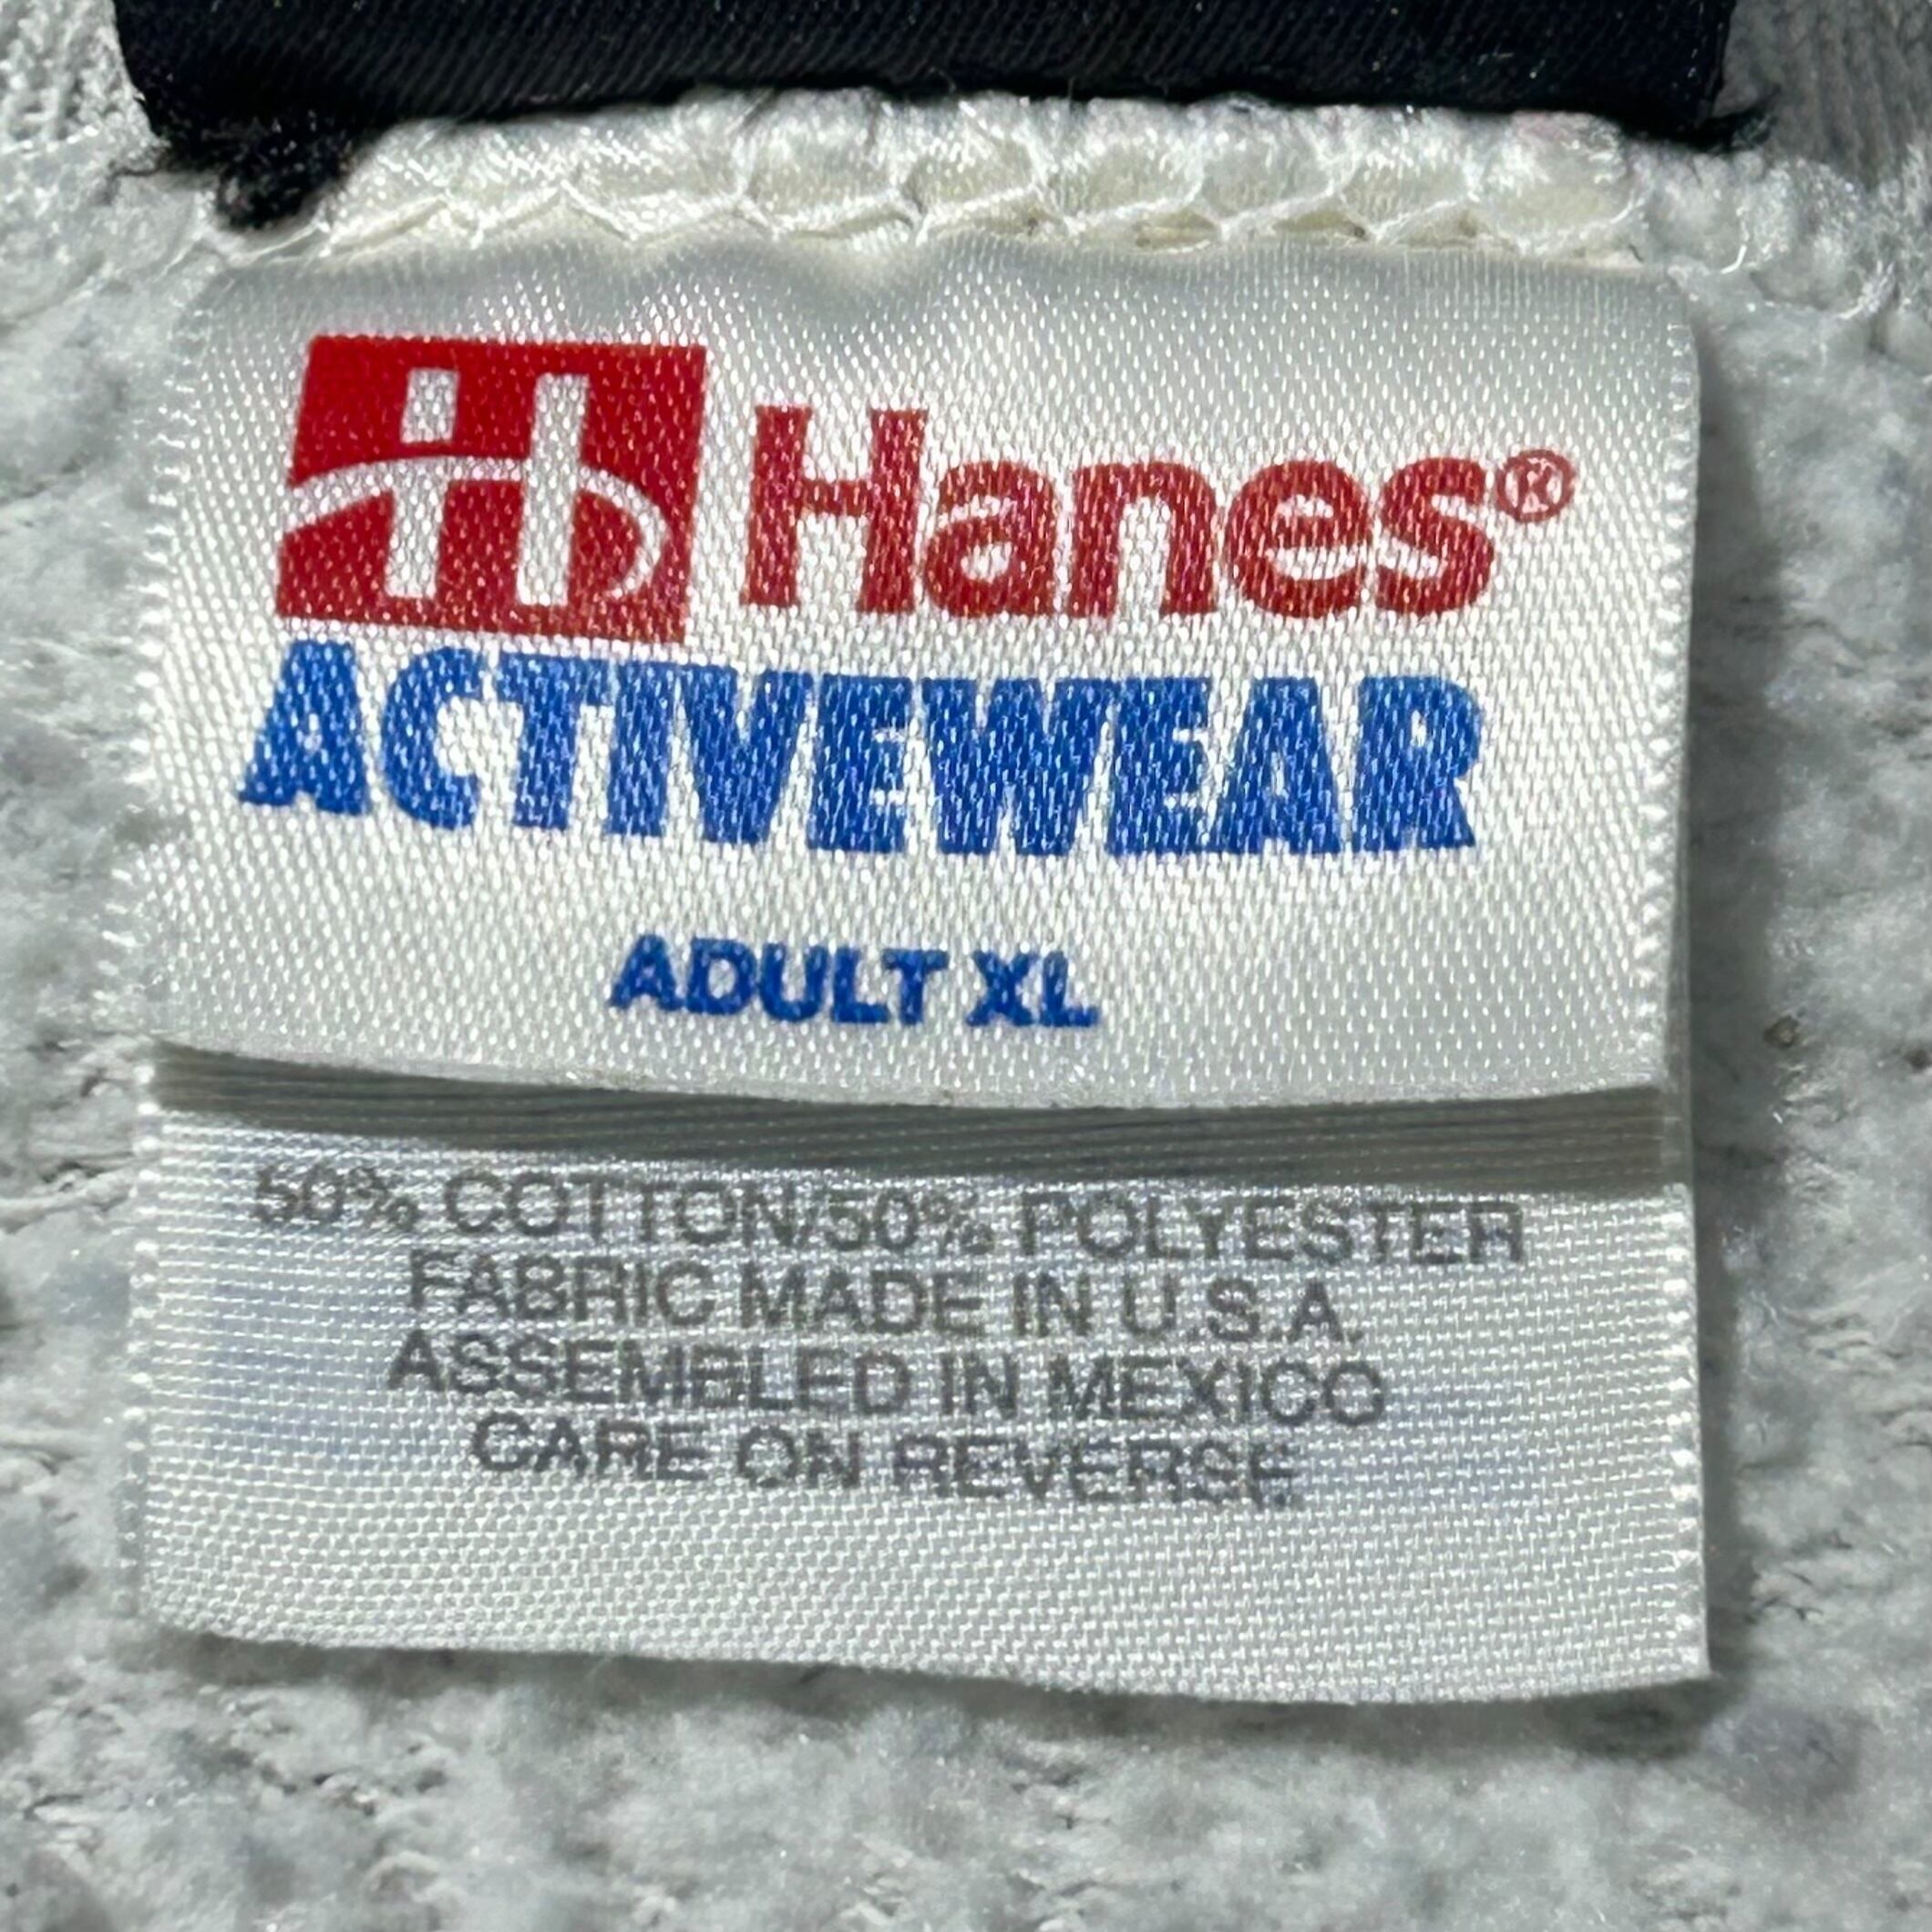 H Hanes®
ACTIVEWEAR
ADULT XL
50% COTTON/50% POLYESTER
FABRIC MADE IN U.S.A.
ASSEMBLED IN MEXICO
CARE ON REVERSE